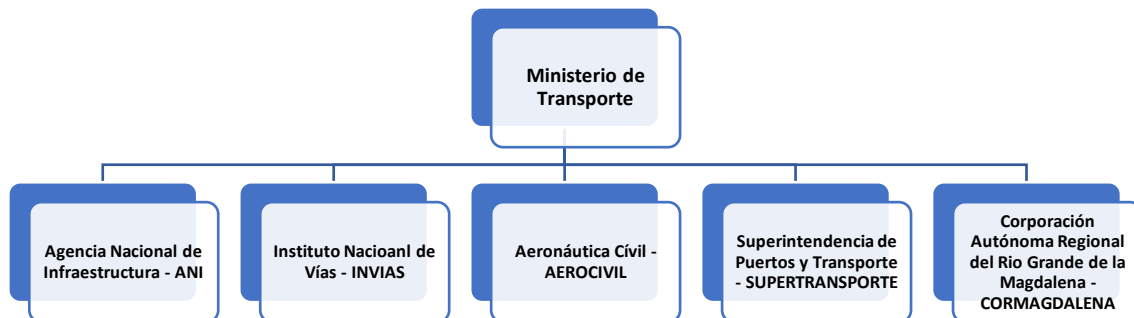 Ministerio de
Transporte
Agencia Nacional de
Infraestructura - ANI
Instituto Nacioanl de
Vías - INVIAS
Aeronáutica Cívil -
AEROCIVIL
Superintendencia de
Puertos y Transporte
- SUPERTRANSPORTE
Corporación
Autónoma Regional
del Rio Grande de la
Magdalena -
CORMAGDALENA